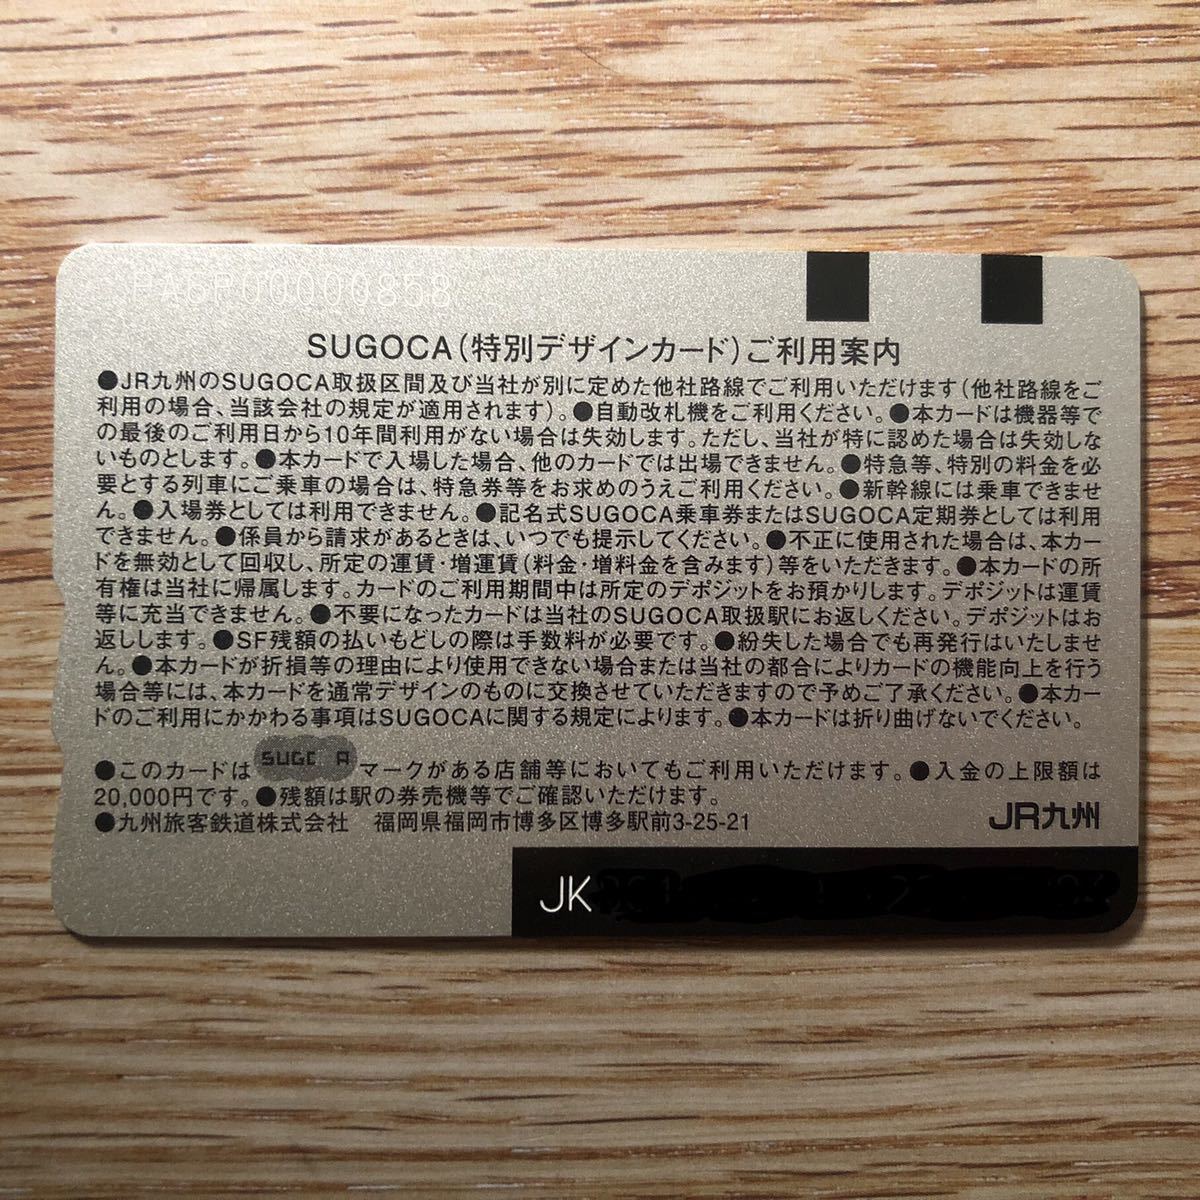 PA6P00000858
SUGOCA(特別デザインカード)ご利用案内
●JR九州のSUGOCA取扱区間及び当社が別に定めた他社路線でご利用いただけます(他社路線をご
利用の場合、当該会社の規定が適用されます)。●自動改札機をご利用ください。●本カードは機器等で
の最後のご利用日から10年間利用がない場合は失効します。ただし、当社が特に認めた場合は失効しな
いものとします。●本カードで入場した場合、他のカードでは出場できません。●特急等、特別の料金を必
要とする列車にご乗車の場合は、特急券等をお求めのうえご利用ください。●新幹線には乗車できませ
ん。●入場券としては利用できません。●記名式SUGOCA乗車券またはSUGOCA定期券としては利用
できません。●係員から請求があるときは、いつでも提示してください。●不正に使用された場合は、本カー
ドを無効として回収し、所定の運賃・増運賃(料金・増料金を含みます)等をいただきます。●本カードの所
有権は当社に帰属します。カードのご利用期間中は所定のデポジットをお預かりします。デポジットは運賃
等に充当できません。●不要になったカードは当社のSUGOCA取扱駅にお返しください。デポジットはお
返しします。●SF残額の払いもどしの際は手数料が必要です。●紛失した場合でも再発行はいたしませ
ん。●本カードが折損等の理由により使用できない場合または当社の都合によりカードの機能向上を行う
場合等には、本カードを通常デザインのものに交換させていただきますので予めご了承ください。●本カー
ドのご利用にかかわる事項はSUGOCAに関する規定によります。●本カードは折り曲げないでください。
●このカードは SUGOCA マークがある店舗等においてもご利用いただけます。●入金の上限額は
20,000円です。●残額は駅の券売機等でご確認いただけます。
●九州旅客鉄道株式会社 福岡県福岡市博多区博多駅前3-25-21
JR九州
JK